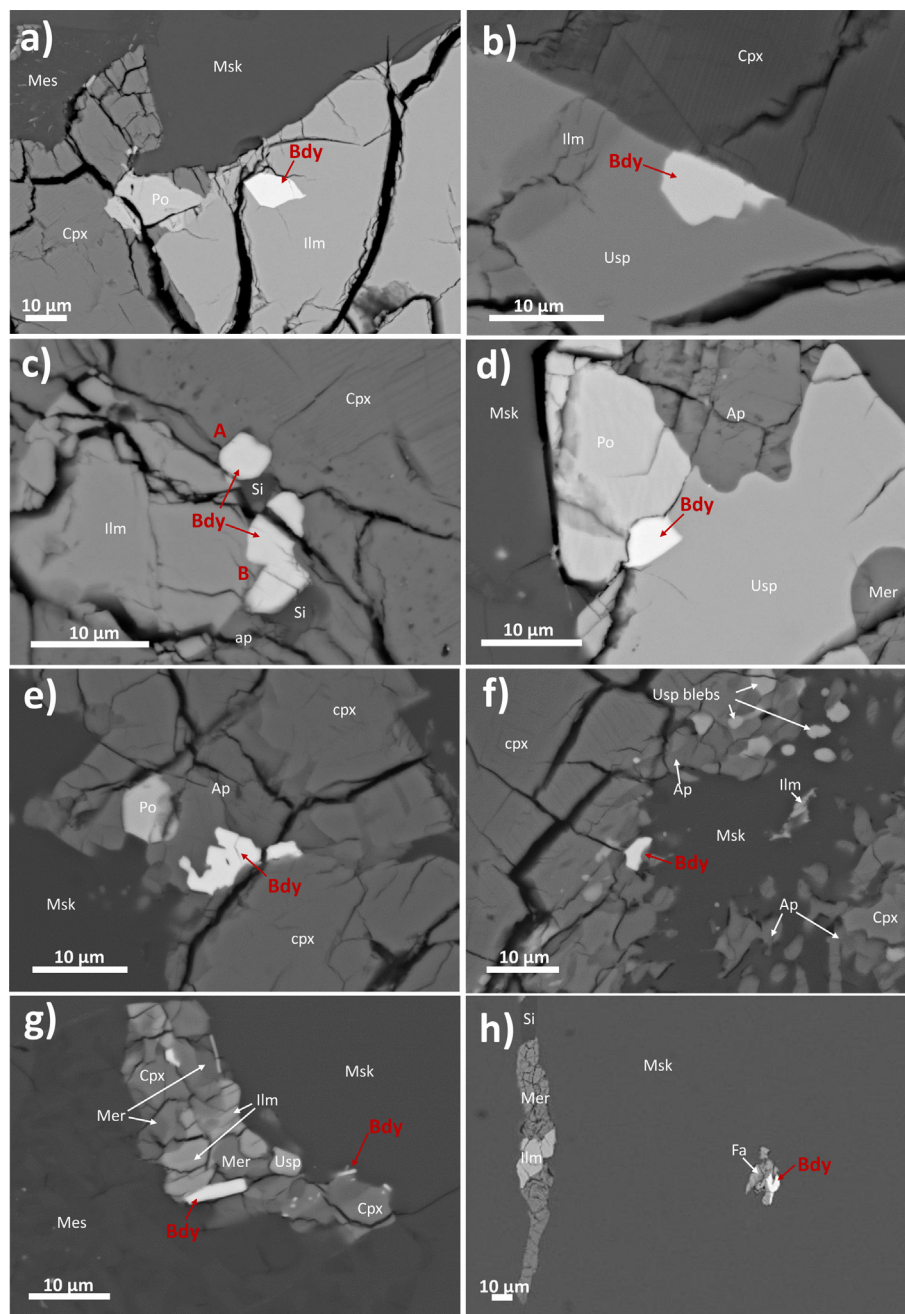 a)
Mes
Msk
Bdy
Po
Cpx
Ilm
10 µm
b)
Cpx
Ilm
Bdy
Usp
10 µm
c)
Cpx
A
Si
Ilm
Bdy
B
Si
ap
10 µm
d)
Msk
Ap
Po
Bdy
Usp
Mer
10 µm
e)
cpx
Ap
Po
Bdy
Msk
cpx
10 µm
f)
Usp blebs
cpx
Ap
Ilm
Msk
Bdy
Ap
Cpx
10 µm
g)
Cpx
Msk
Mer
Ilm
Bdy
Mer
Usp
Cpx
Bdy
Mes
10 µm
h)
Si
Msk
Mer
Ilm
Fa
Bdy
10 µm